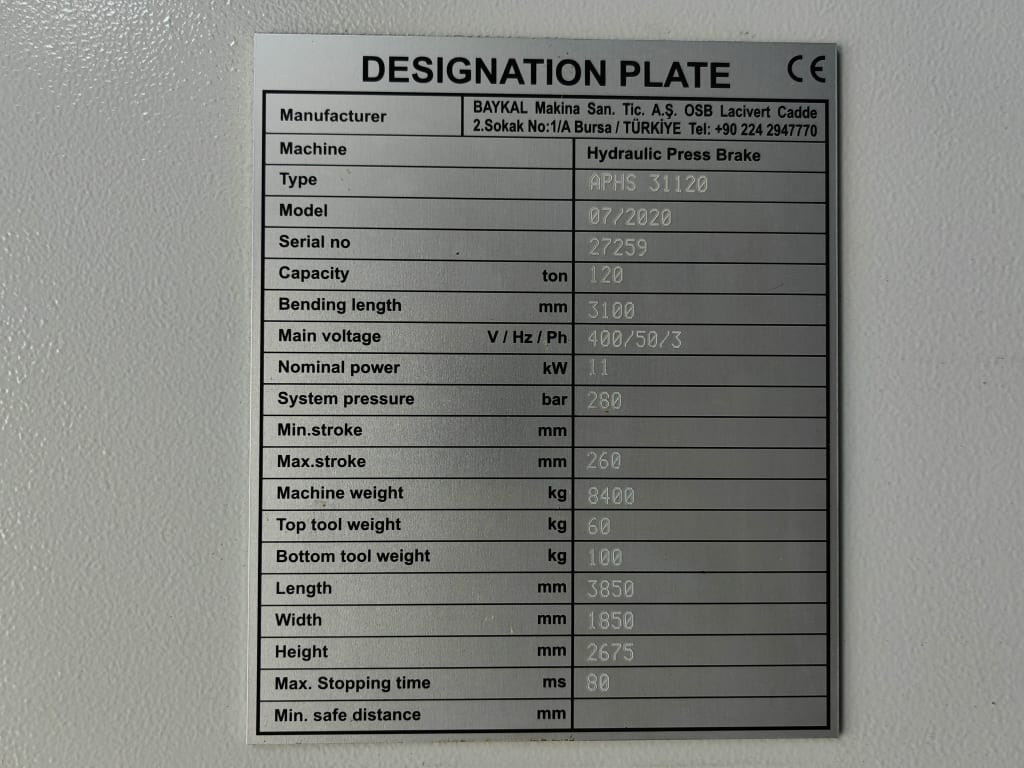 DESIGNATION PLATE CE
Manufacturer BAYKAL Makina San. Tic. A.Ş. OSB Lacivert Cadde
2.Sokak No:1/A Bursa / TÜRKİYE Tel: +90 224 2947770
Machine Hydraulic Press Brake
Type APHS 31120
Model 07/2020
Serial no 27259
Capacity ton 120
Bending length mm 3100
Main voltage V / Hz / Ph 400/50/3
Nominal power kW 11
System pressure bar 280
Min.stroke mm
Max.stroke mm 260
Machine weight kg 8400
Top tool weight kg 60
Bottom tool weight kg 100
Length mm 3850
Width mm 1850
Height mm 2675
Max. Stopping time ms 80
Min. safe distance mm